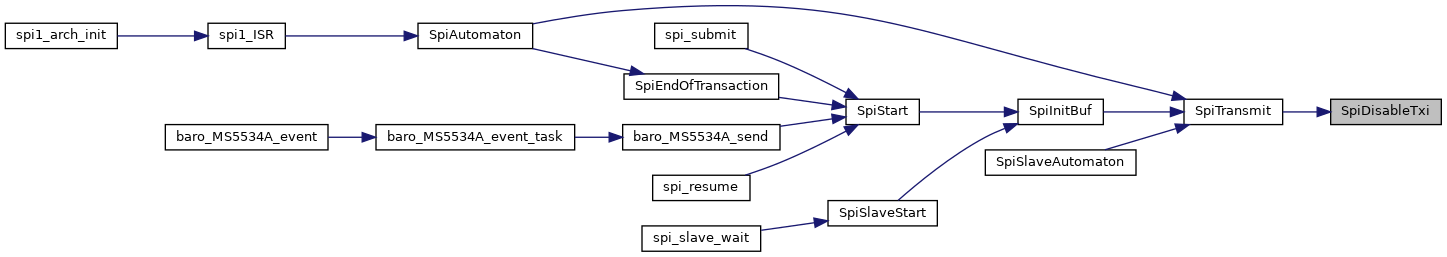 spi1_arch_init
spi1_ISR
SpiAutomaton
spi_submit
SpiEndOfTransaction
SpiStart
SpiInitBuf
SpiTransmit
SpiDisableTxi
baro_MS5534A_event
baro_MS5534A_event_task
baro_MS5534A_send
SpiSlaveAutomaton
spi_resume
SpiSlaveStart
spi_slave_wait